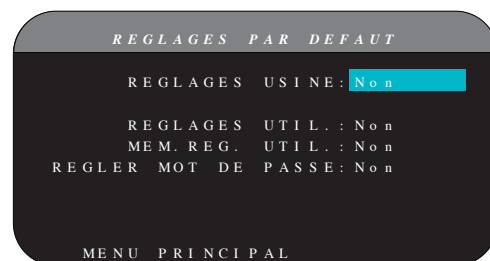 REGLAGES PAR DEFAUT
REGLAGES USINE: Non
REGLAGES UTIL.: Non
MEM.REG. UTIL.: Non
REGLER MOT DE PASSE: Non
MENU PRINCIPAL